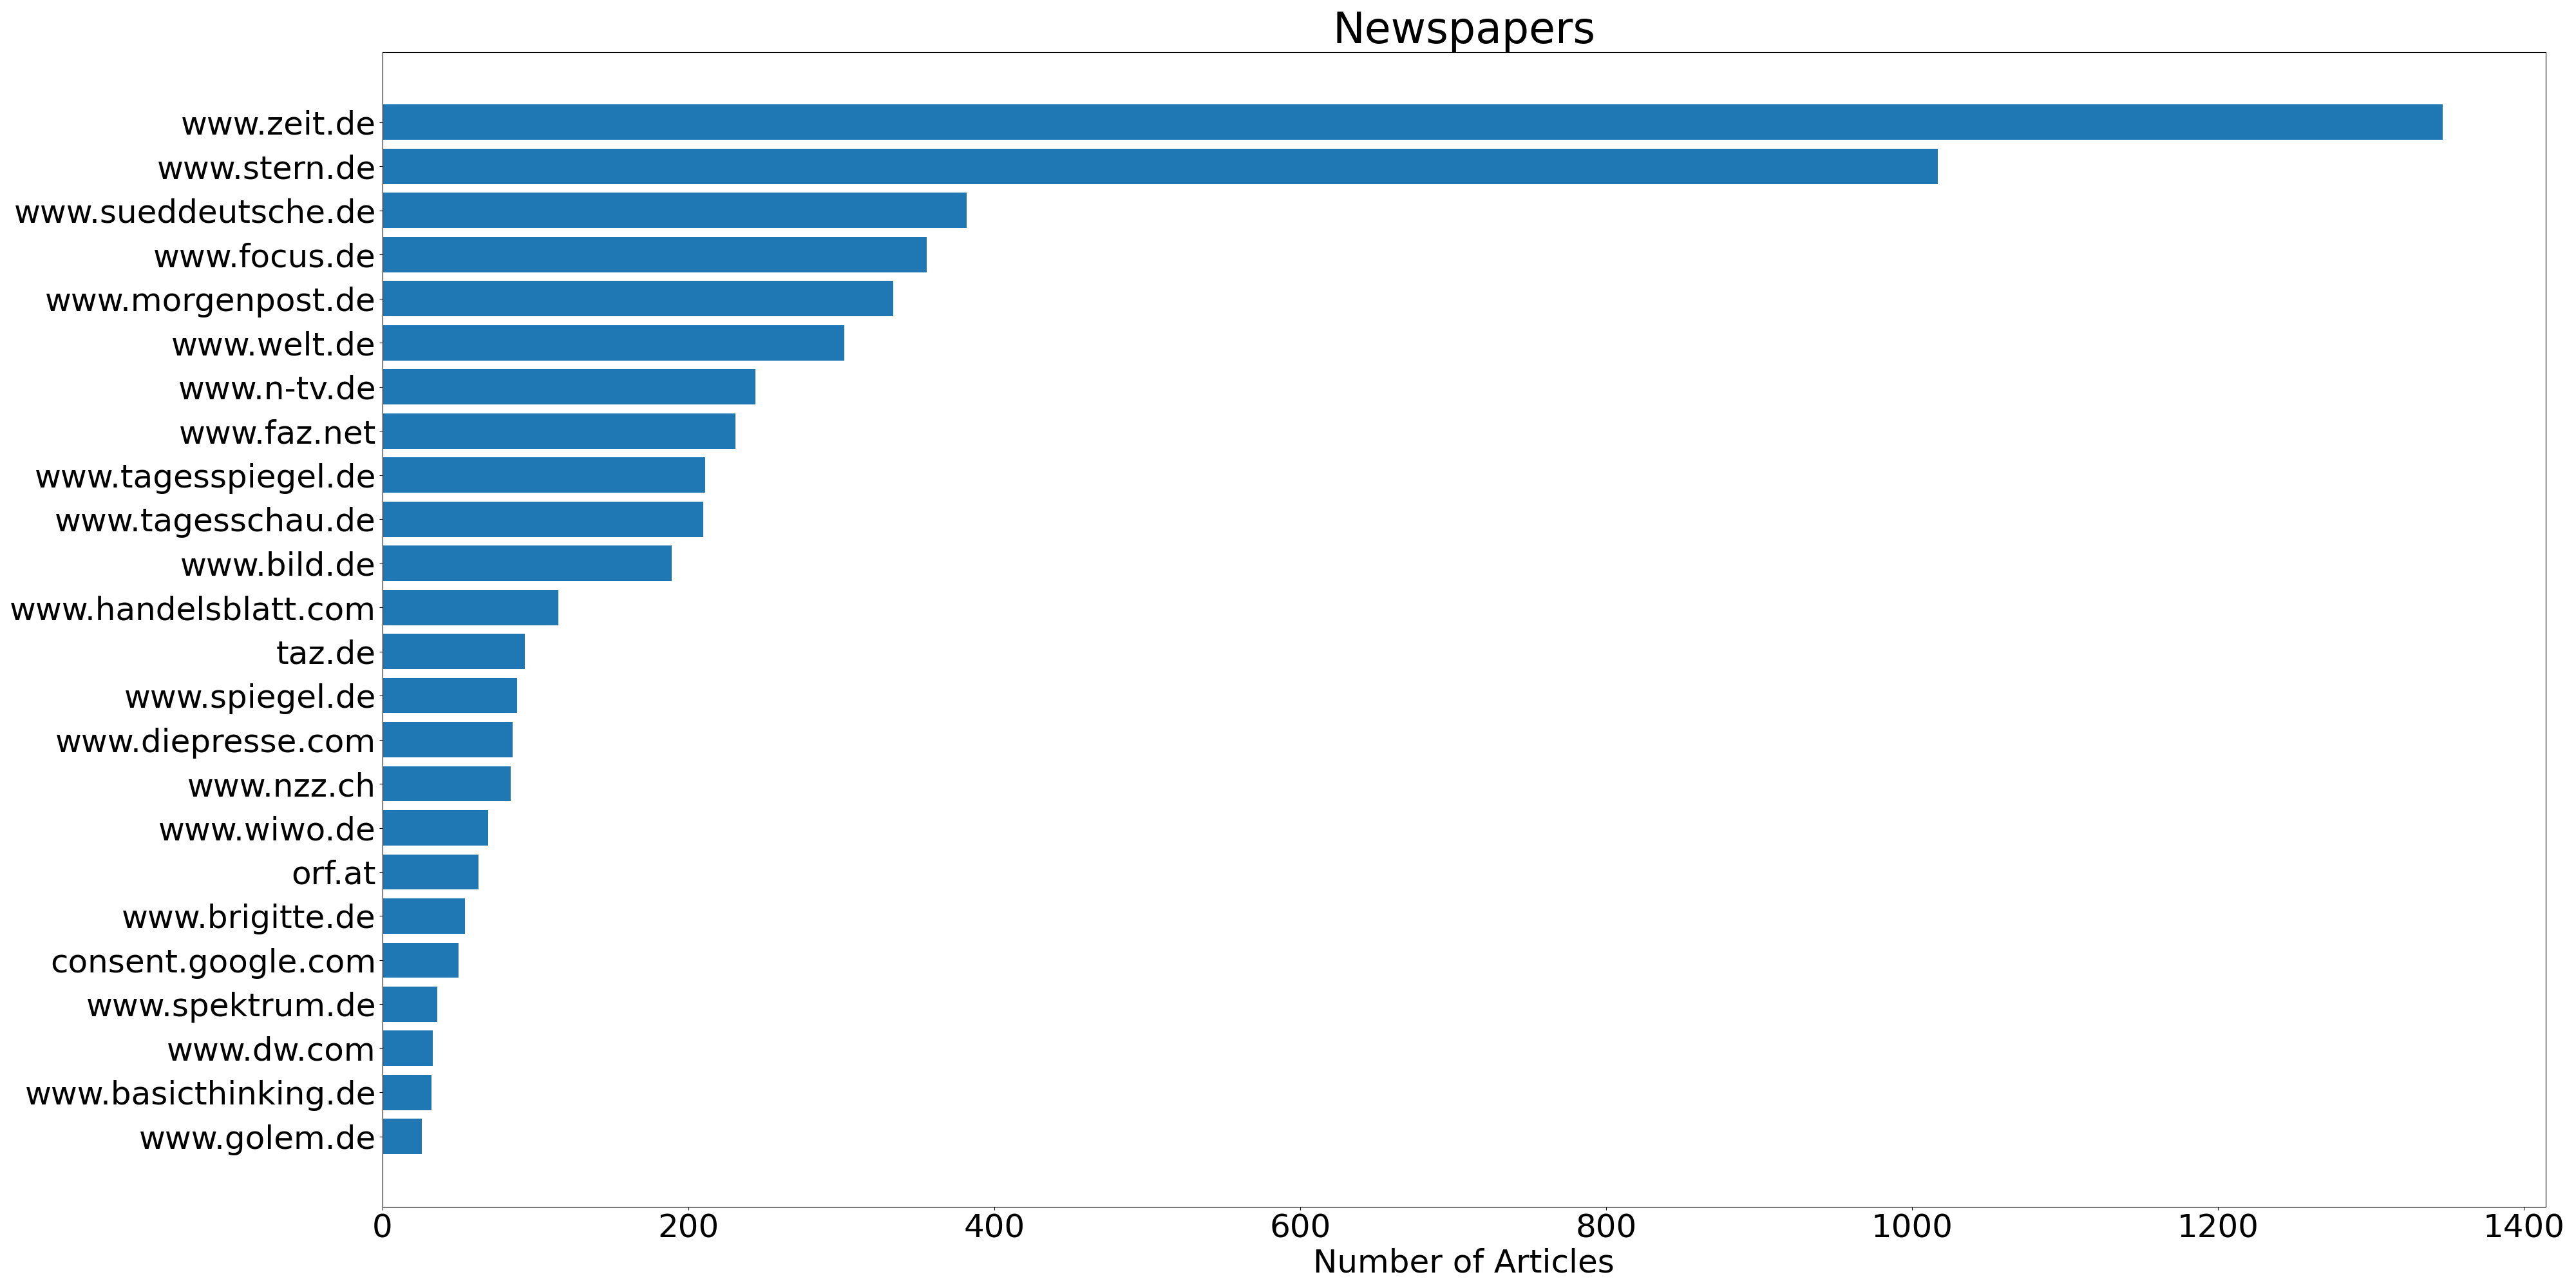 Newspapers
www.zeit.de
www.stern.de
www.sueddeutsche.de
www.focus.de
www.morgenpost.de
www.welt.de
www.n-tv.de
www.faz.net
www.tagesspiegel.de
www.tagesschau.de
www.bild.de
www.handelsblatt.com
taz.de
www.spiegel.de
www.diepresse.com
www.nzz.ch
www.wiwo.de
orf.at
www.brigitte.de
consent.google.com
www.spektrum.de
www.dw.com
www.basicthinking.de
www.golem.de
0 200 400 600 800 1000 1200 1400
Number of Articles